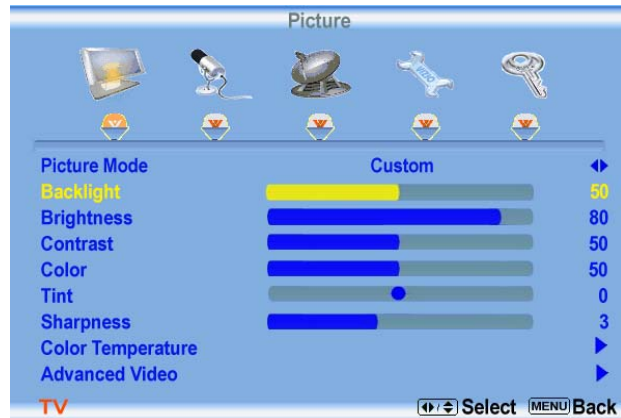 Picture
Picture Mode Custom
Backlight 50
Brightness 80
Contrast 50
Color 50
Tint 0
Sharpness 3
Color Temperature
Advanced Video
TV Select MENU Back